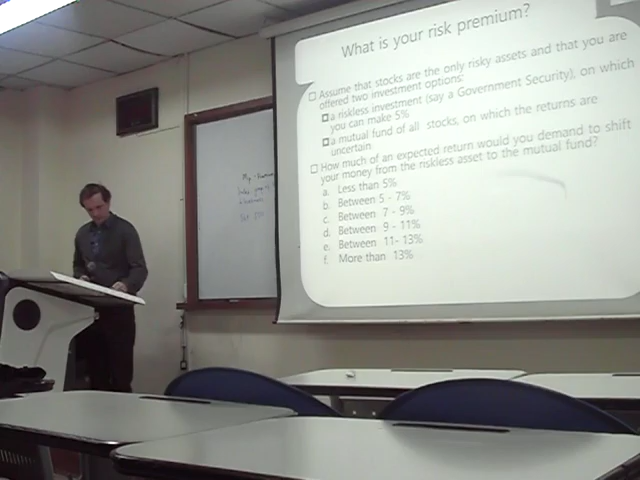 What is your risk premium?
Assume that stocks are the only risky assets and that you are
offered two investment options:
a riskless investment (say a Government Security), on which
you can make 5%
a mutual fund of all stocks, on which the returns are
uncertain
How much of an expected return would you demand to shift
your money from the riskless asset to the mutual fund?
a. Less than 5%
b. Between 5 - 7%
c. Between 7 - 9%
d. Between 9 - 11%
e. Between 11- 13%
f. More than 13%